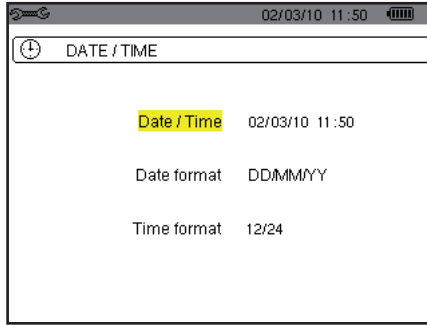 02/03/10 11:50
DATE / TIME
Date / Time 02/03/10 11:50
Date format DD/MM/YY
Time format 12/24